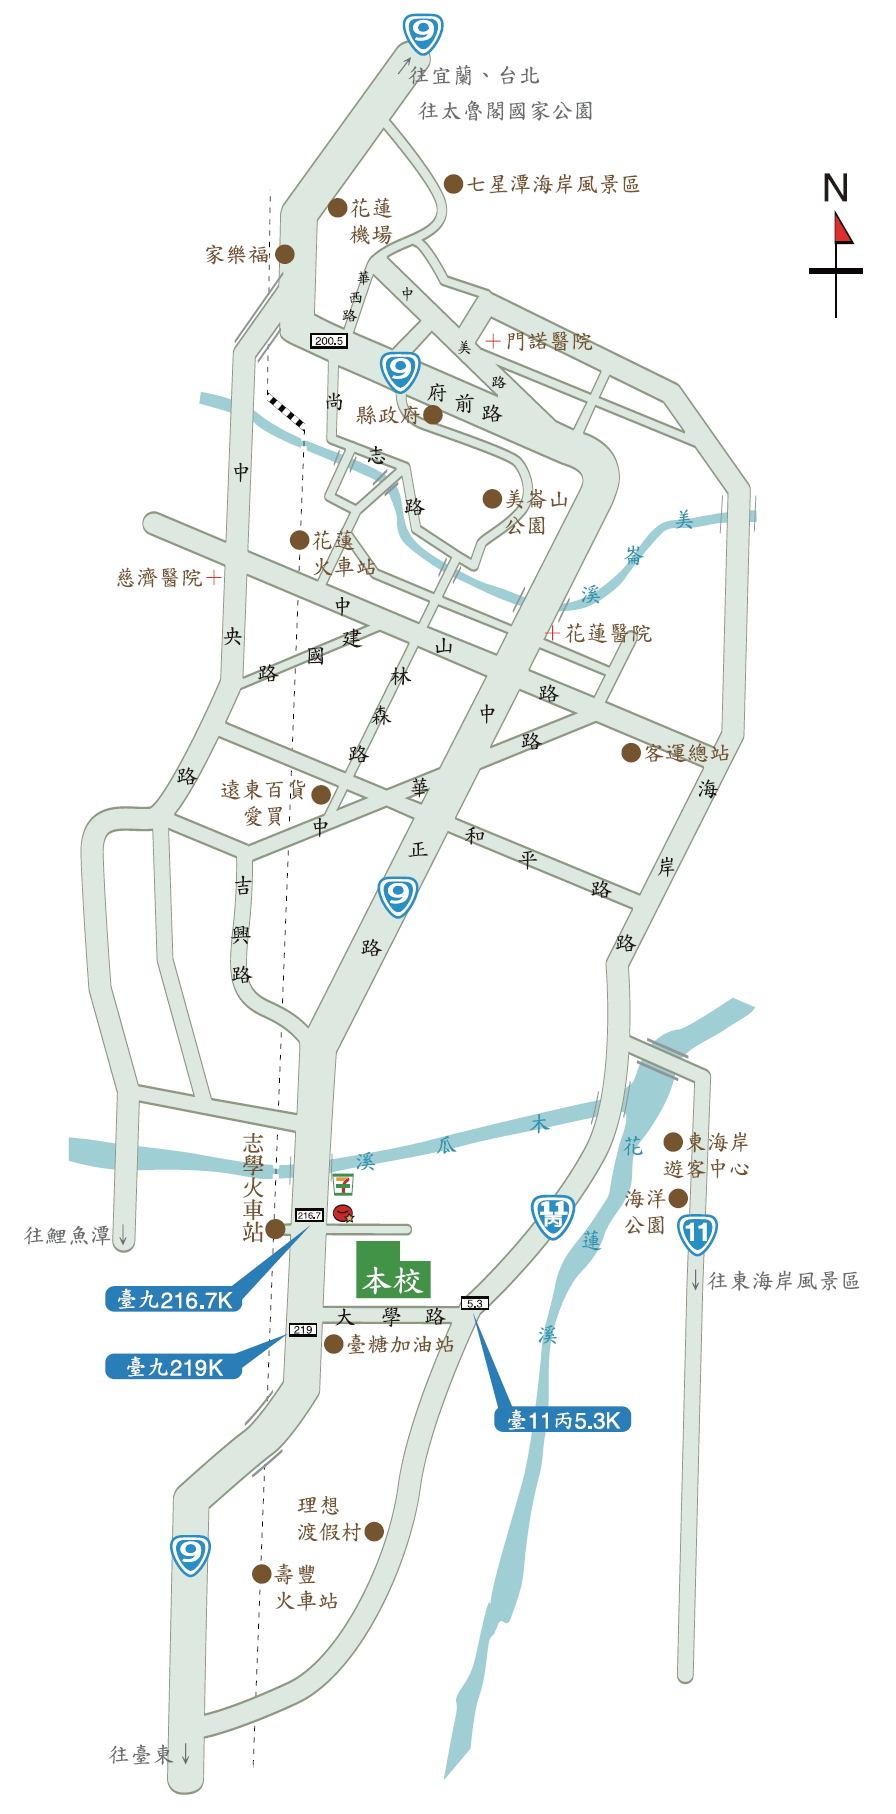 9
往宜蘭、台北
往太魯閣國家公園
七星潭海岸風景區
N
花蓮
機場
家樂福
華西路
中美路
200.5
門諾醫院
9
府前路
尚志路
縣政府
中央路
美崙山
公園
美崙溪
花蓮
火車站
慈濟醫院
中山路
花蓮醫院
建國路
林森路
中華路
客運總站
遠東百貨
愛買
海岸路
中正路
和平路
吉興路
9
木瓜溪
花蓮溪
志學火車站
東海岸
遊客中心
海洋
公園
7
216.7
11丙
11
往鯉魚潭
本校
往東海岸風景區
臺九216.7K
5.3
大學路
219
臺糖加油站
臺九219K
臺11丙5.3K
理想
渡假村
9
壽豐
火車站
往臺東